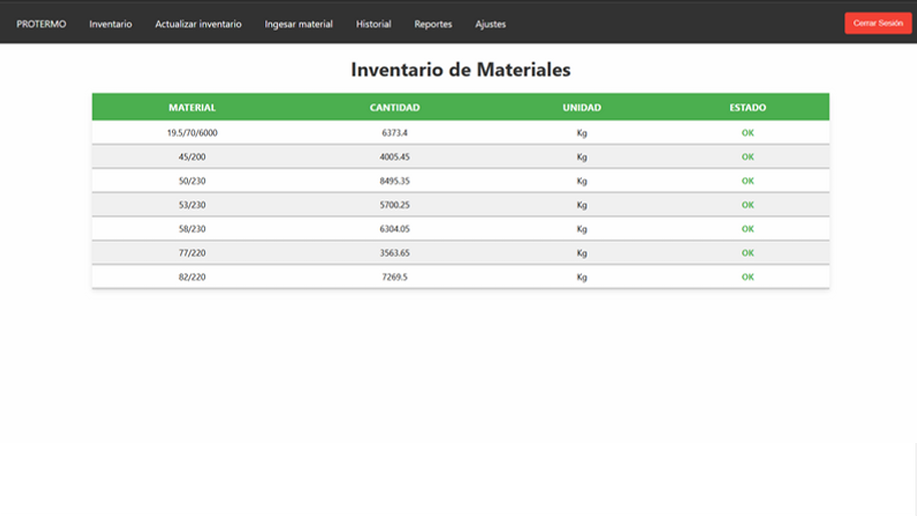 PROTERMO Inventario Actualizar inventario Ingesar material Historial Reportes Ajustes Cerrar Sesión
Inventario de Materiales
MATERIAL CANTIDAD UNIDAD ESTADO
19.5/70/6000 6373.4 Kg OK
45/200 4005.45 Kg OK
50/230 8495.35 Kg OK
53/230 5700.25 Kg OK
58/230 6304.05 Kg OK
77/220 3563.65 Kg OK
82/220 7269.5 Kg OK